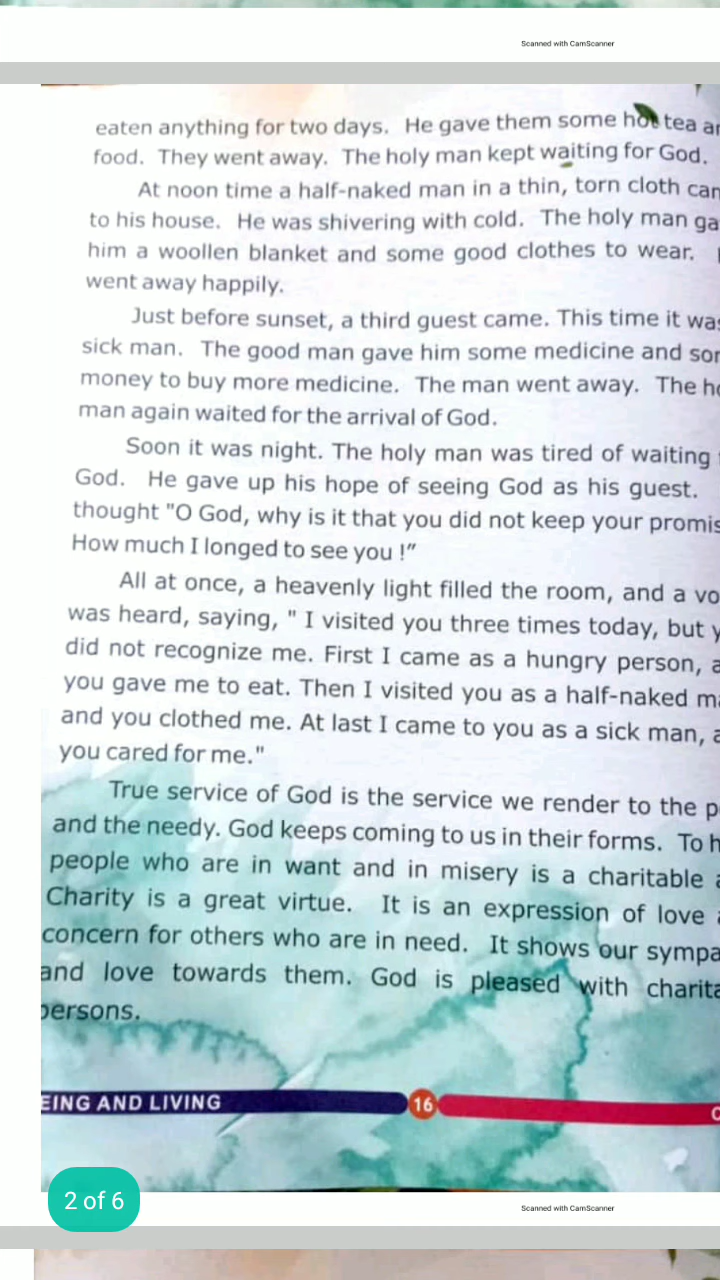 Scanned with CamScanner
eaten anything for two days. He gave them some hot tea
food. They went away. The holy man kept waiting for God.
At noon time a half-naked man in a thin, torn cloth
to his house. He was shivering with cold. The holy man
him a woollen blanket and some good clothes to wear.
went away happily.
Just before sunset, a third guest came. This time it
sick man. The good man gave him some medicine and
money to buy more medicine. The man went away. The
man again waited for the arrival of God.
Soon it was night. The holy man was tired of waiting
God. He gave up his hope of seeing God as his guest.
thought "O God, why is it that you did not keep your
How much I longed to see you !"
All at once, a heavenly light filled the room, and a
was heard, saying, " I visited you three times today, but
did not recognize me. First I came as a hungry person,
you gave me to eat. Then I visited you as a half-naked
and you clothed me. At last I came to you as a sick man,
you cared for me."
True service of God is the service we render to the
and the needy. God keeps coming to us in their forms. To
people who are in want and in misery is a charitable
Charity is a great virtue. It is an expression of love
concern for others who are in need. It shows our
and love towards them. God is pleased with
persons.
EING AND LIVING
16
2 of 6
Scanned with CamScanner